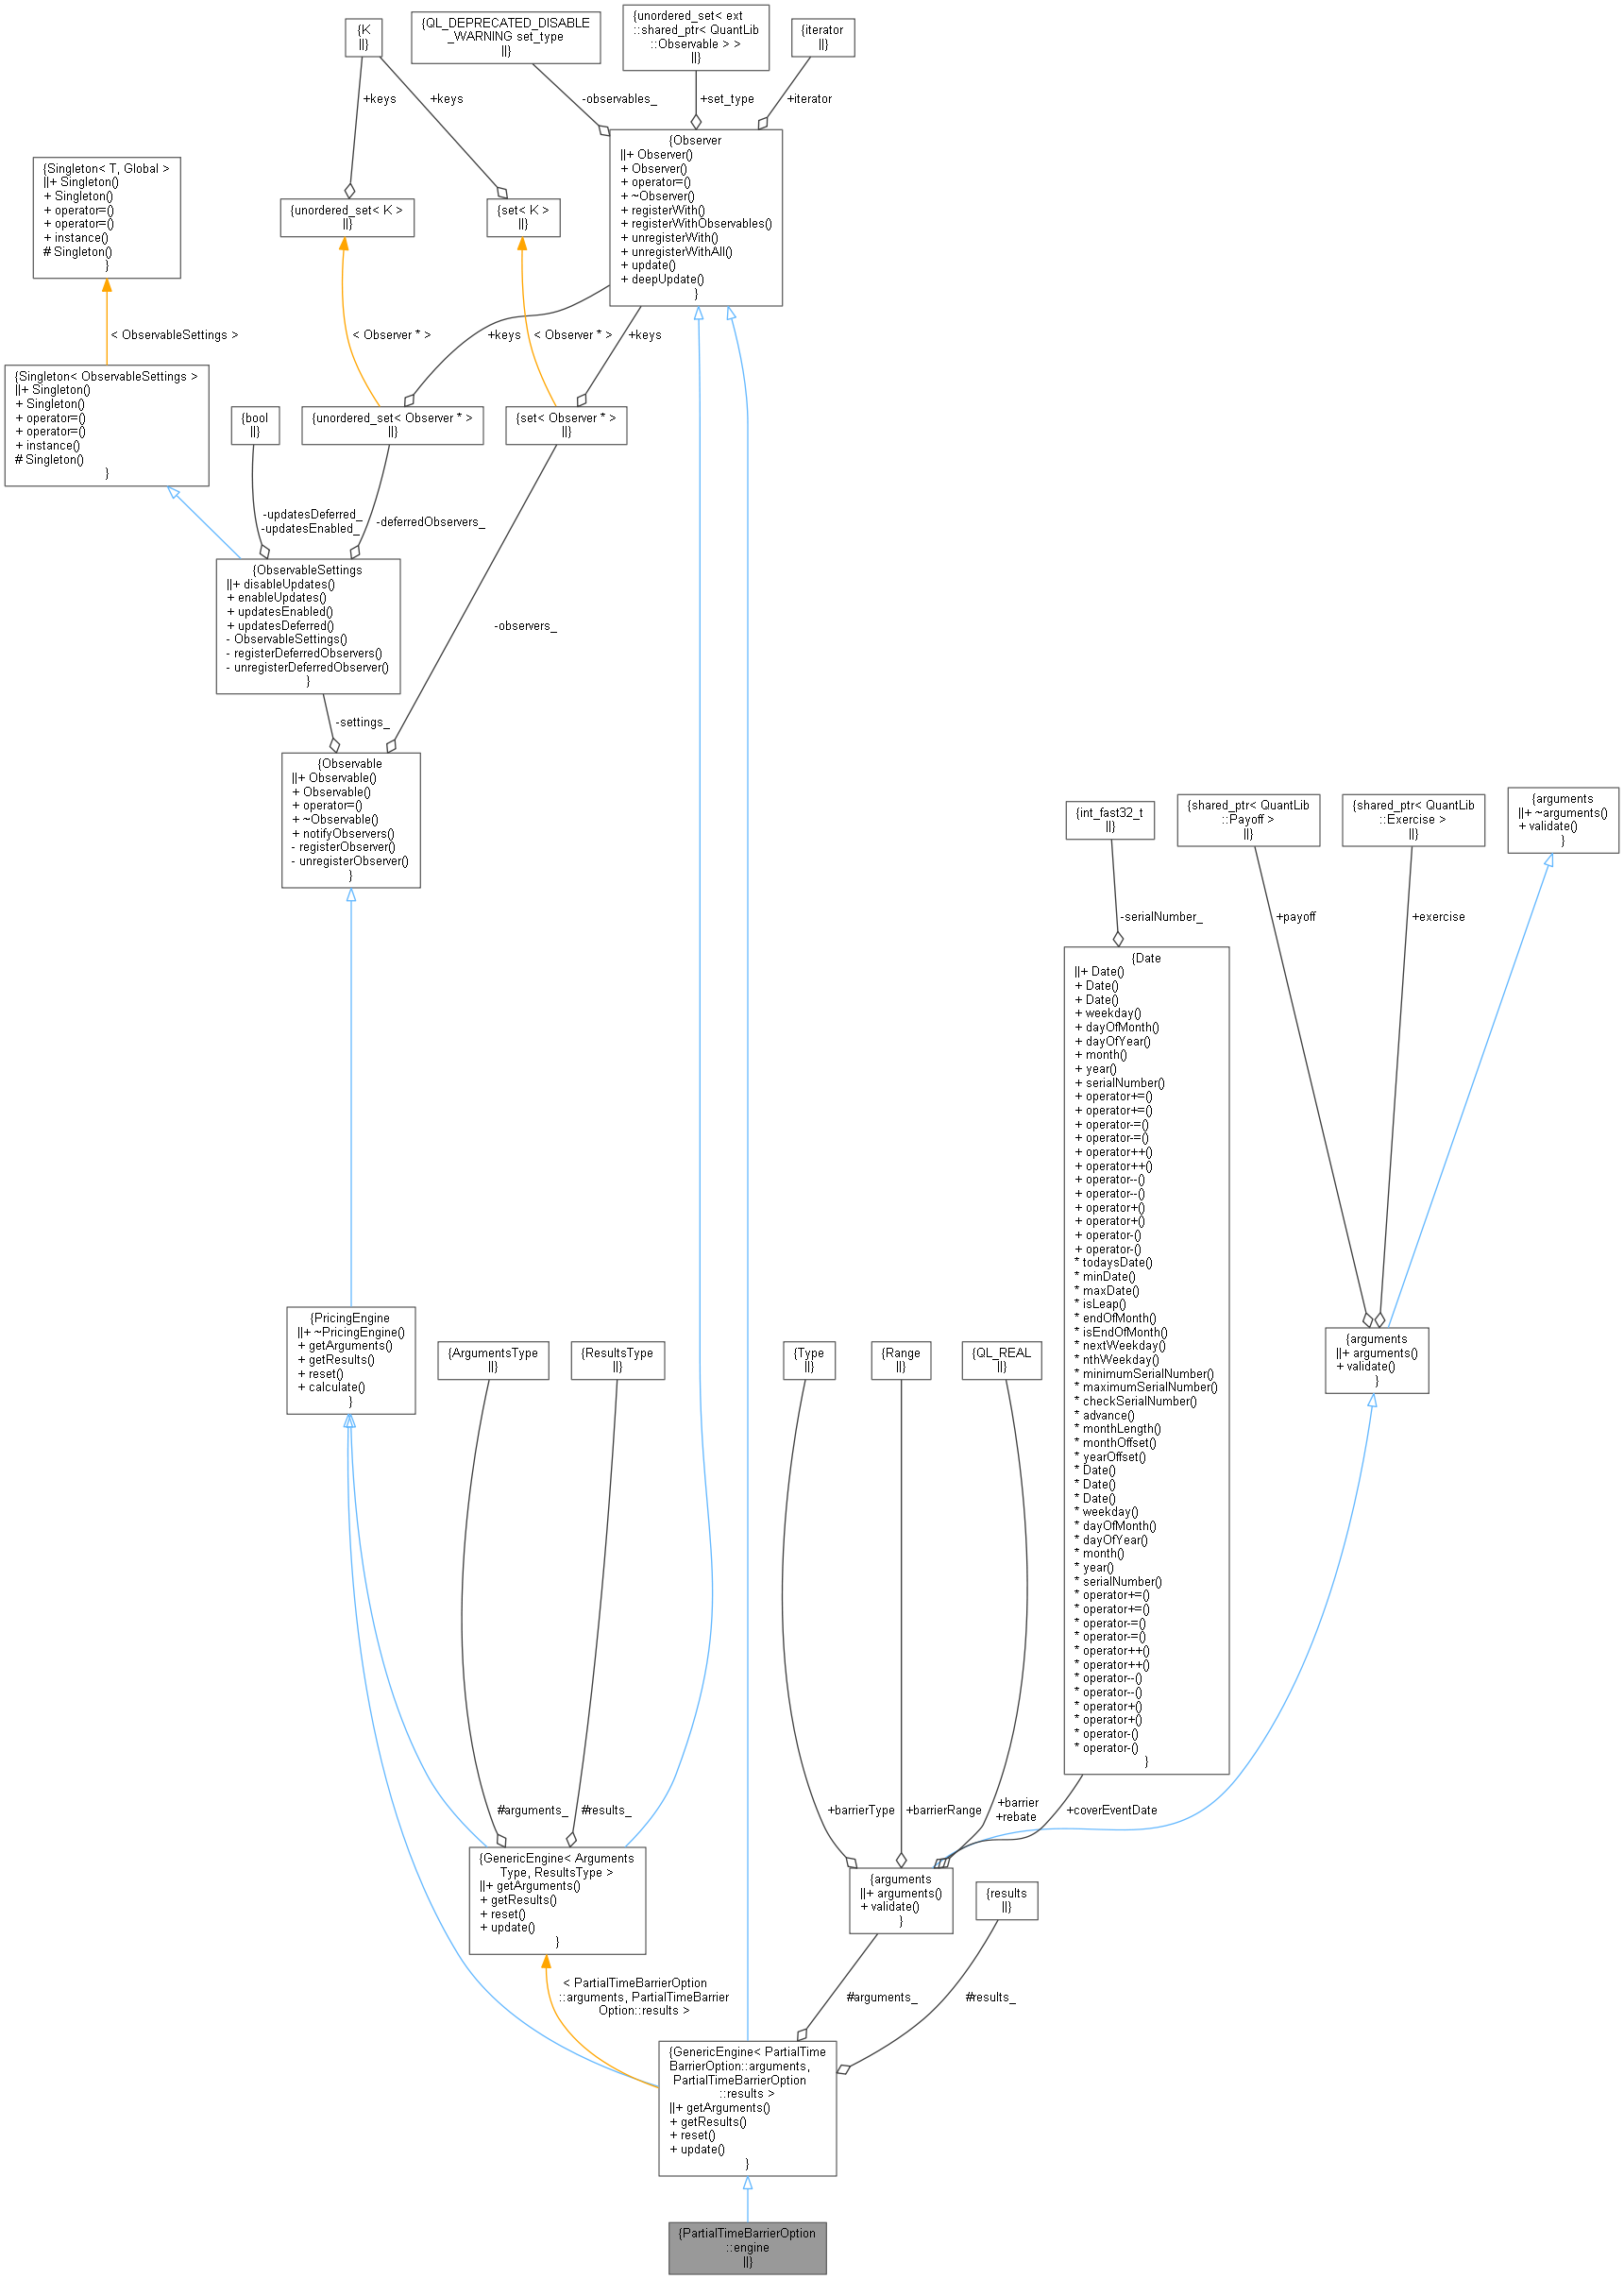 {K
||}
{QL_DEPRECATED_DISABLE
_WARNING set_type
||}
{unordered_set< ext
::shared_ptr< QuantLib
::Observable > >
||}
{iterator
||}
+keys
+keys
-observables_
+set_type
+iterator
{Singleton< T, Global >
||+ Singleton()
+ Singleton()
+ operator=()
+ operator=()
+ instance()
# Singleton()
}
{unordered_set< K >
||}
{set< K >
||}
{Observer
||+ Observer()
+ Observer()
+ operator=()
+ ~Observer()
+ registerWith()
+ registerWithObservables()
+ unregisterWith()
+ unregisterWithAll()
+ update()
+ deepUpdate()
}
< ObservableSettings >
< Observer * >
+keys
< Observer * >
+keys
{Singleton< ObservableSettings >
||+ Singleton()
+ Singleton()
+ operator=()
+ operator=()
+ instance()
# Singleton()
}
{bool
||}
{unordered_set< Observer * >
||}
{set< Observer * >
||}
-updatesDeferred_
-updatesEnabled_
-deferredObservers_
{ObservableSettings
||+ disableUpdates()
+ enableUpdates()
+ updatesEnabled()
+ updatesDeferred()
- ObservableSettings()
- registerDeferredObservers()
- unregisterDeferredObserver()
}
-observers_
-settings_
{Observable
||+ Observable()
+ Observable()
+ operator=()
+ ~Observable()
+ notifyObservers()
- registerObserver()
- unregisterObserver()
}
{int_fast32_t
||}
{shared_ptr< QuantLib
::Payoff >
||}
{shared_ptr< QuantLib
::Exercise >
||}
{arguments
||+ ~arguments()
+ validate()
}
-serialNumber_
+payoff
+exercise
{Date
||+ Date()
+ Date()
+ Date()
+ weekday()
+ dayOfMonth()
+ dayOfYear()
+ month()
+ year()
+ serialNumber()
+ operator+=()
+ operator+=()
+ operator-=()
+ operator-=()
+ operator++()
+ operator++()
+ operator--()
+ operator--()
+ operator+()
+ operator+()
+ operator-()
+ operator-()
* todaysDate()
* minDate()
* maxDate()
* isLeap()
* endOfMonth()
* isEndOfMonth()
* nextWeekday()
* nthWeekday()
* minimumSerialNumber()
* maximumSerialNumber()
* checkSerialNumber()
* advance()
* monthLength()
* monthOffset()
* yearOffset()
* Date()
* Date()
* Date()
* weekday()
* dayOfMonth()
* dayOfYear()
* month()
* year()
* serialNumber()
* operator+=()
* operator+=()
* operator-=()
* operator-=()
* operator++()
* operator++()
* operator--()
* operator--()
* operator+()
* operator+()
* operator-()
* operator-()
}
{PricingEngine
||+ ~PricingEngine()
+ getArguments()
+ getResults()
+ reset()
+ calculate()
}
{ArgumentsType
||}
{ResultsType
||}
{Type
||}
{Range
||}
{QL_REAL
||}
{arguments
||+ arguments()
+ validate()
}
#arguments_
#results_
+barrierType
+barrierRange
+barrier
+rebate
+coverEventDate
{GenericEngine< Arguments
Type, ResultsType >
||+ getArguments()
+ getResults()
+ reset()
+ update()
}
{arguments
||+ arguments()
+ validate()
}
{results
||}
< PartialTimeBarrierOption
::arguments, PartialTimeBarrier
Option::results >
#arguments_
#results_
{GenericEngine< PartialTime
BarrierOption::arguments,
PartialTimeBarrierOption
::results >
||+ getArguments()
+ getResults()
+ reset()
+ update()
}
{PartialTimeBarrierOption
::engine
||}